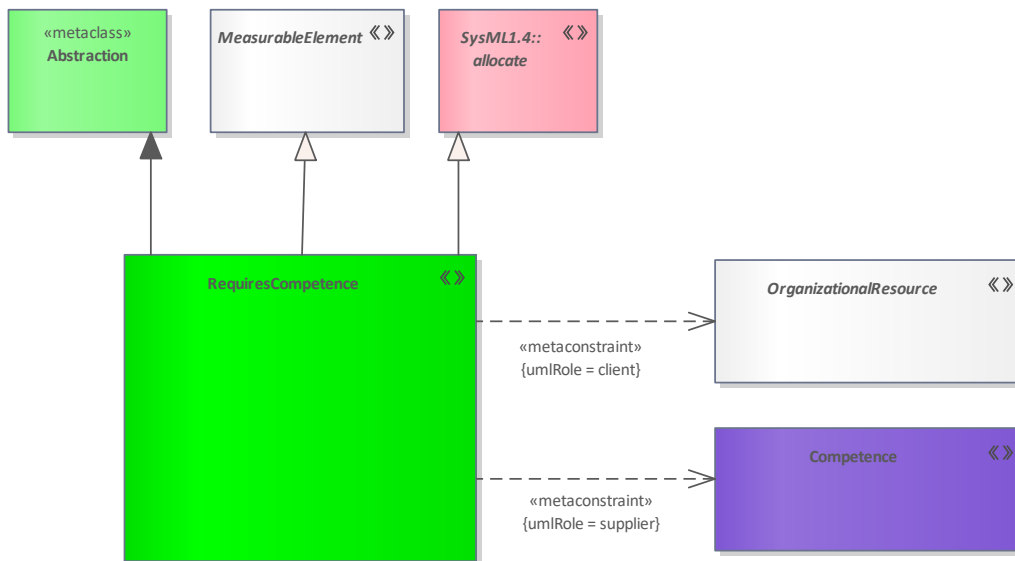 «metaclass»
Abstraction
MeasurableElement «»
SysML1.4:: «»
allocate
RequiresCompetence «»
«metaconstraint»
{umlRole = client}
OrganizationalResource «»
«metaconstraint»
{umlRole = supplier}
Competence «»